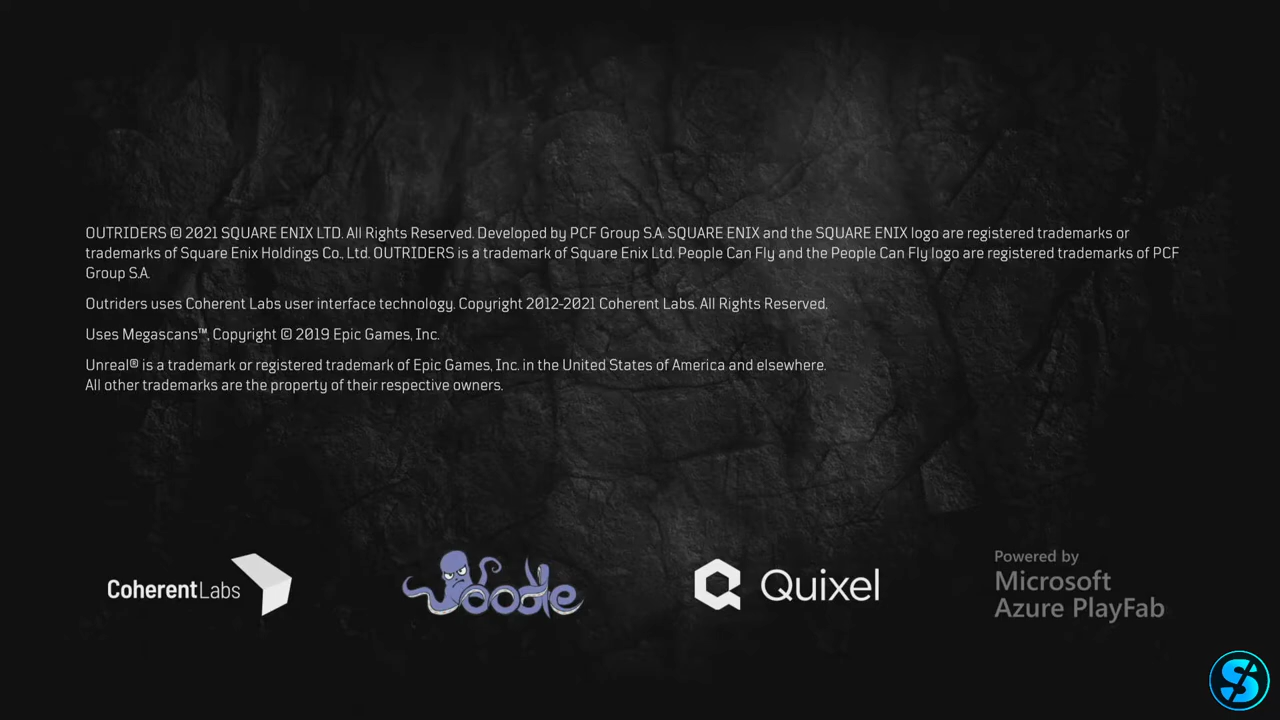 OUTRIDERS © 2021 SQUARE ENIX LTD. All Rights Reserved. Developed by PCF Group S.A. SQUARE ENIX and the SQUARE ENIX logo are registered trademarks or
trademarks of Square Enix Holdings Co., Ltd. OUTRIDERS is a trademark of Square Enix Ltd. People Can Fly and the People Can Fly logo are registered trademarks of PCF
Group S.A.
Outriders uses Coherent Labs user interface technology. Copyright 2012-2021 Coherent Labs. All Rights Reserved.
Uses Megascans™, Copyright © 2019 Epic Games, Inc.
Unreal® is a trademark or registered trademark of Epic Games, Inc. in the United States of America and elsewhere.
All other trademarks are the property of their respective owners.
CoherentLabs
Oodle
Quixel
Powered by
Microsoft
Azure PlayFab
S